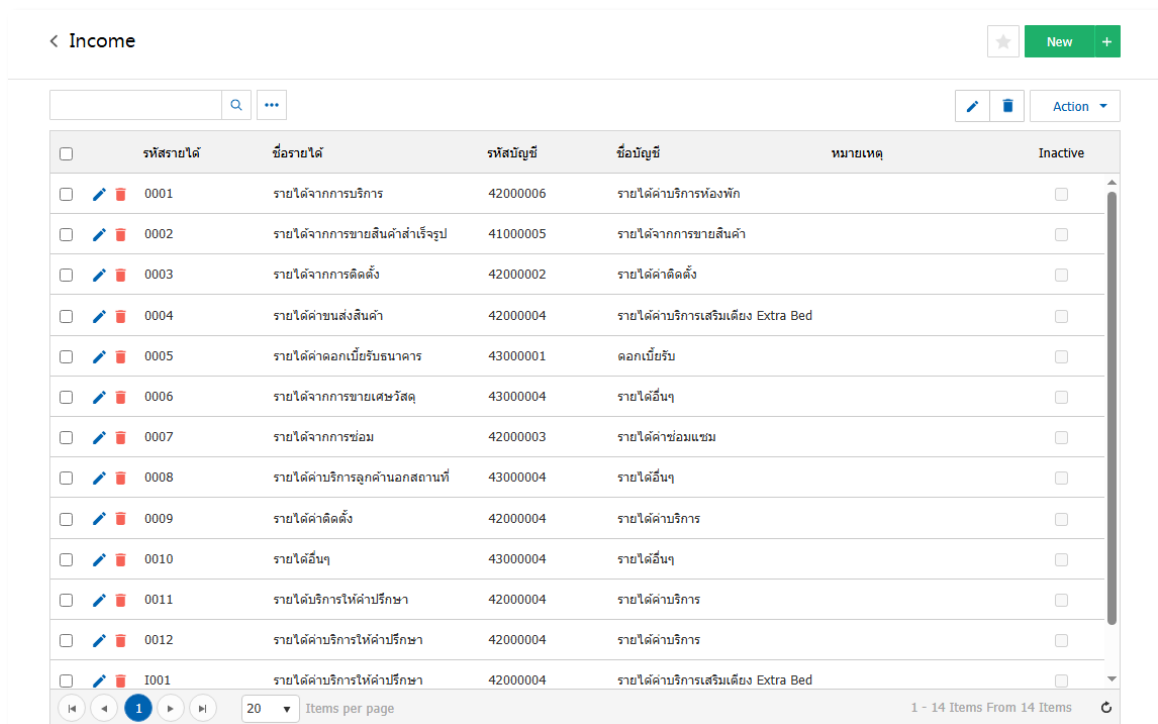 Income
New +
Action
รหัสรายได้ ชื่อรายได้ รหัสบัญชี ชื่อบัญชี หมายเหตุ Inactive
0001 รายได้จากการบริการ 42000006 รายได้ค่าบริการห้องพัก
0002 รายได้จากการขายสินค้าสำเร็จรูป 41000005 รายได้จากการขายสินค้า
0003 รายได้จากการติดตั้ง 42000002 รายได้ค่าติดตั้ง
0004 รายได้ค่าขนส่งสินค้า 42000004 รายได้ค่าบริการเสริมเตียง Extra Bed
0005 รายได้ค่าดอกเบี้ยรับธนาคาร 43000001 ดอกเบี้ยรับ
0006 รายได้จากการขายเศษวัสดุ 43000004 รายได้อื่นๆ
0007 รายได้จากการซ่อม 42000003 รายได้ค่าซ่อมแซม
0008 รายได้ค่าบริการลูกค้านอกสถานที่ 43000004 รายได้อื่นๆ
0009 รายได้ค่าติดตั้ง 42000004 รายได้ค่าบริการ
0010 รายได้อื่นๆ 43000004 รายได้อื่นๆ
0011 รายได้บริการให้คำปรึกษา 42000004 รายได้ค่าบริการ
0012 รายได้ค่าบริการให้คำปรึกษา 42000004 รายได้ค่าบริการ
I001 รายได้ค่าบริการให้คำปรึกษา 42000004 รายได้ค่าบริการเสริมเตียง Extra Bed
1 20 Items per page 1 - 14 Items From 14 Items